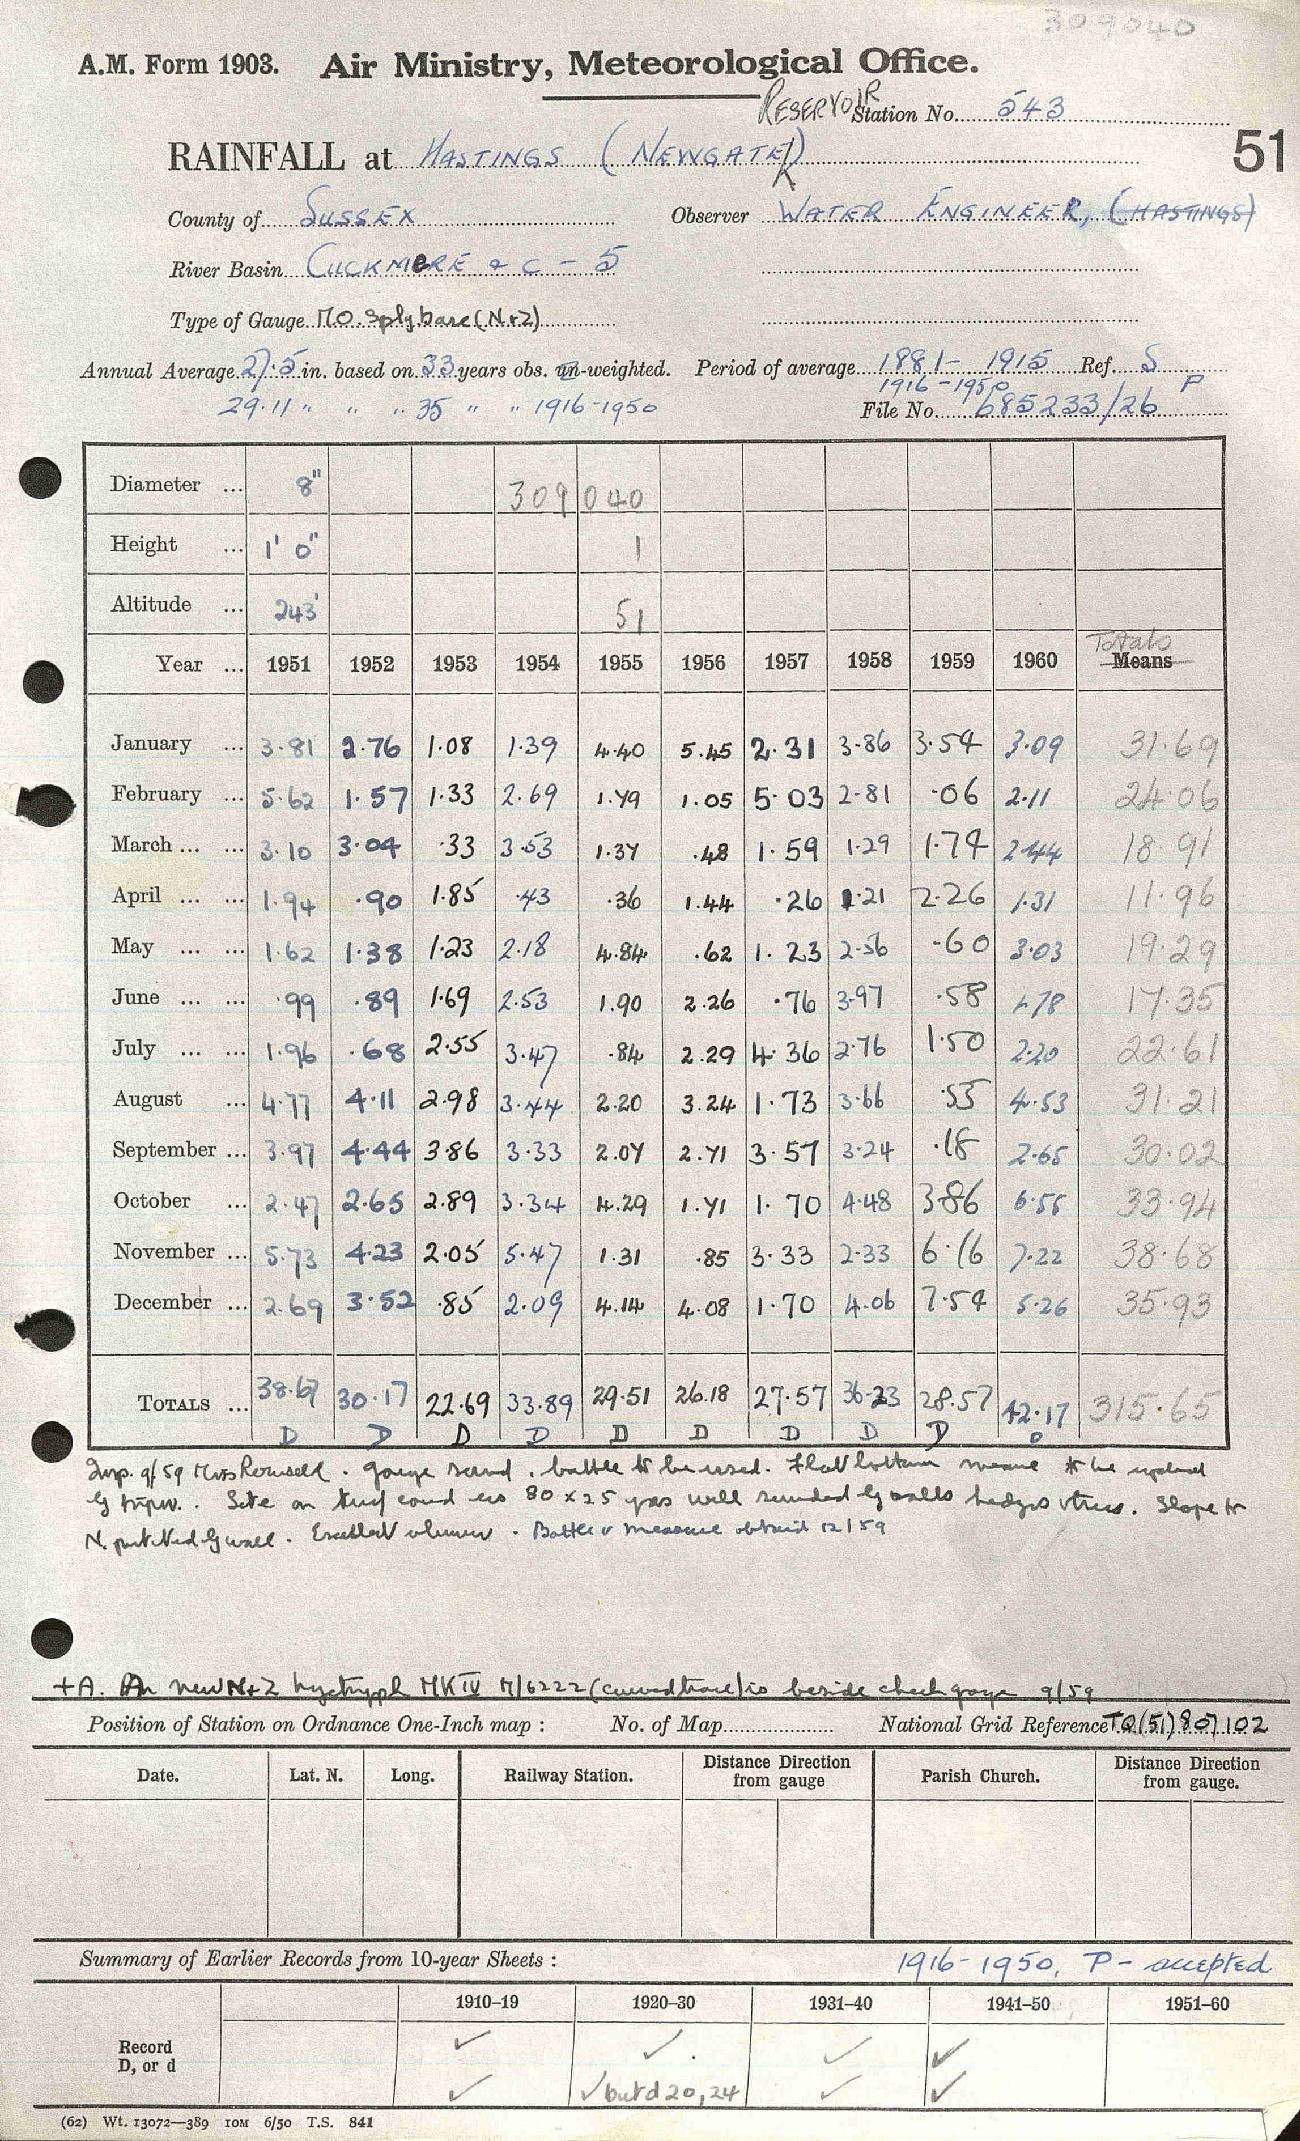 309040
A.M. Form 1903. Air Ministry, Meteorological Office.
RESERVOIR Station No. 543
RAINFALL at HASTINGS (NEWGATE)
51
County of SUSSEX Observer WATER ENGINEER, (HASTINGS)
River Basin CUCKMERE & C - 5
Type of Gauge MO Splybase (N+Z)
Annual Average 27.5 in. based on 33 years obs. un-weighted. Period of average 1881- 1915 Ref. S
1916-1950 P
29.11 " " " 35 " " 1916-1950 File No. 685233/26
Diameter ... 8" 309040
Height ... 1' 0" 1
Altitude ... 243' 51
Totals
Year ... 1951 1952 1953 1954 1955 1956 1957 1958 1959 1960 Means
January ... 3.81 2.76 1.08 1.39 4.40 5.45 2.31 3.86 3.54 3.09 31.69
February ... 5.62 1.57 1.33 2.69 1.79 1.05 5.03 2.81 .06 2.11 24.06
March ... ... 3.10 3.04 .33 3.53 1.37 .48 1.59 1.29 1.74 2.44 18.91
April ... ... 1.94 .90 1.85 .43 .36 1.44 .26 1.21 2.26 1.31 11.96
May ... ... 1.62 1.38 1.23 2.18 4.84 .62 1.23 2.56 .60 3.03 19.29
June ... ... .99 .89 1.69 2.53 1.90 2.26 .76 3.97 .58 1.78 17.35
July ... ... 1.96 .68 2.55 3.47 .84 2.29 4.36 2.76 1.50 2.20 22.61
August ... 4.77 4.11 2.98 3.44 2.20 3.24 1.73 3.66 .55 4.53 31.21
September ... 3.97 4.44 3.86 3.33 2.07 2.71 3.57 3.24 .18 2.65 30.02
October ... 2.47 2.65 2.89 3.34 4.29 1.71 1.70 4.48 3.86 6.55 33.94
November ... 5.73 4.23 2.05 5.47 1.31 .85 3.33 2.33 6.16 7.22 38.68
December ... 2.69 3.52 .85 2.09 4.14 4.08 1.70 4.06 7.54 5.26 35.93
TOTALS ... 38.67 30.17 22.69 33.89 29.51 26.18 27.57 36.23 28.57 42.17 315.65
D D D D D D D D D D
Insp. 9/59 Miss . gauge sound . bottle to be used. Flat bottom measure to be
by . Site on turf 80 x 25 yds well surrounded by walls hedges & trees. Slope to
N. protected by wall. Excellent observer . Bottle & measure obtained 12/59
+A. A new N+Z hyetograph MK IV M/6222 (curved trace) is beside check gauge 9/59
Position of Station on Ordnance One-Inch map : No. of Map National Grid Reference TQ(51)807102
Date. Lat. N. Long. Railway Station. Distance Direction from gauge Parish Church. Distance Direction from gauge.
Summary of Earlier Records from 10-year Sheets : 1916-1950, P - accepted
1910–19 1920–30 1931–40 1941–50 1951–60
Record ✓ ✓ ✓ ✓
D, or d ✓ ✓ but d 20, 24 ✓ ✓
(62) Wt. 13072—389 10M 6/50 T.S. 841